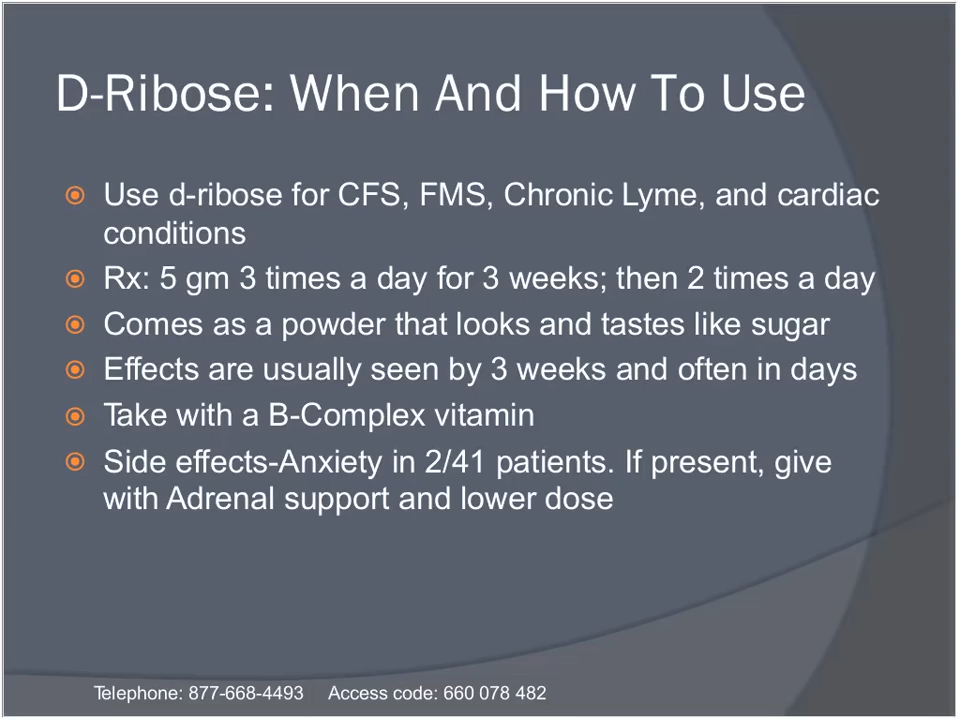 D-Ribose: When And How To Use
Use d-ribose for CFS, FMS, Chronic Lyme, and cardiac
conditions
Rx: 5 gm 3 times a day for 3 weeks; then 2 times a day
Comes as a powder that looks and tastes like sugar
Effects are usually seen by 3 weeks and often in days
Take with a B-Complex vitamin
Side effects-Anxiety in 2/41 patients. If present, give
with Adrenal support and lower dose
Telephone: 877-668-4493 Access code: 660 078 482